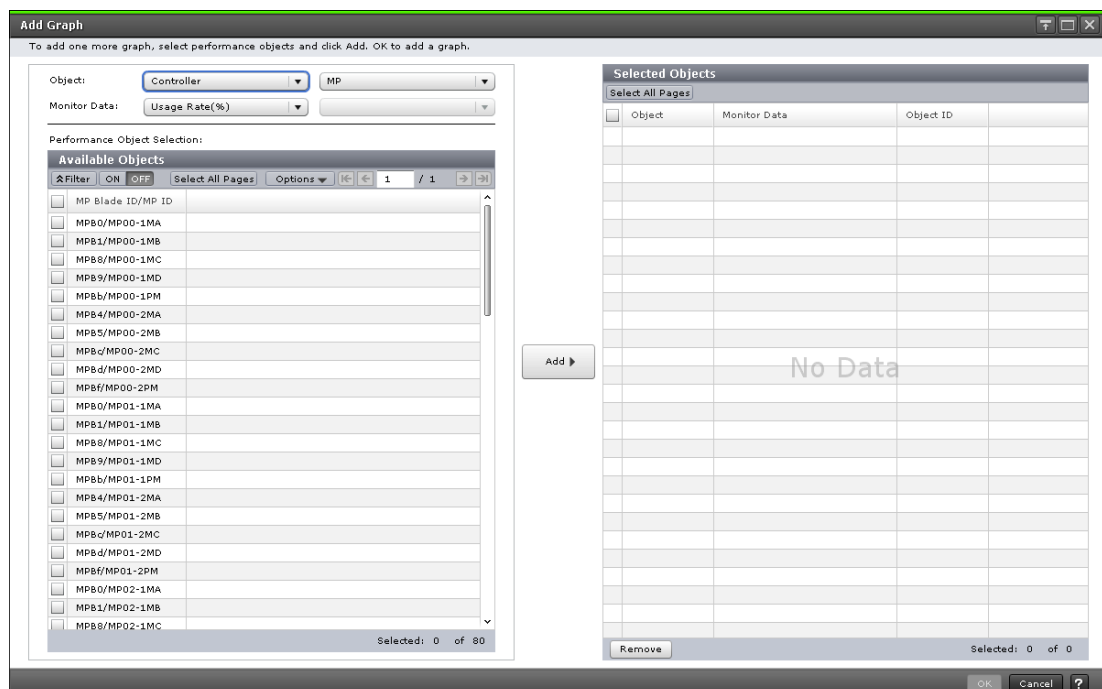 Add Graph
To add one more graph, select performance objects and click Add. OK to add a graph.
Object: Controller MP
Monitor Data: Usage Rate(%)
Performance Object Selection:
Available Objects
Filter ON OFF Select All Pages Options 1 / 1
MP Blade ID/MP ID
MPB0/MP00-1MA
MPB1/MP00-1MB
MPB8/MP00-1MC
MPB9/MP00-1MD
MPBb/MP00-1PM
MPB4/MP00-2MA
MPB5/MP00-2MB
MPBc/MP00-2MC
MPBd/MP00-2MD
MPBf/MP00-2PM
MPB0/MP01-1MA
MPB1/MP01-1MB
MPB8/MP01-1MC
MPB9/MP01-1MD
MPBb/MP01-1PM
MPB4/MP01-2MA
MPB5/MP01-2MB
MPBc/MP01-2MC
MPBd/MP01-2MD
MPBf/MP01-2PM
MPB0/MP02-1MA
MPB1/MP02-1MB
MPB8/MP02-1MC
Selected: 0 of 80
Add
Selected Objects
Select All Pages
Object Monitor Data Object ID
No Data
Remove Selected: 0 of 0
OK Cancel ?